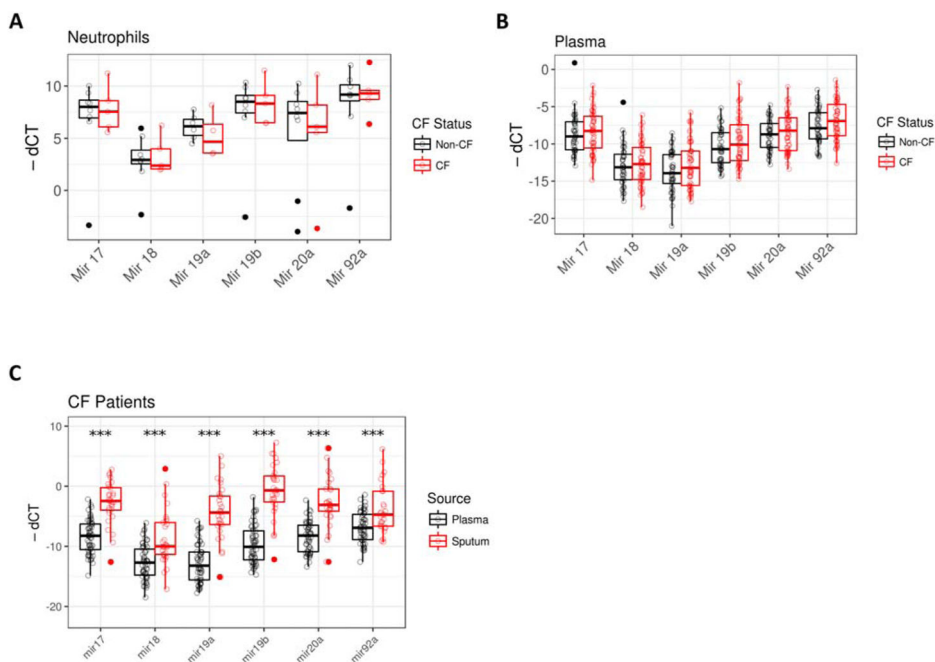 A
Neutrophils
– dCT
10
5
0
Mir 17
Mir 18
Mir 19a
Mir 19b
Mir 20a
Mir 92a
CF Status
Non-CF
CF
B
Plasma
– dCT
0
-5
-10
-15
-20
Mir 17
Mir 18
Mir 19a
Mir 19b
Mir 20a
Mir 92a
CF Status
Non-CF
CF
C
CF Patients
– dCT
10
0
-10
-20
*** *** *** *** *** ***
mir17
mir18
mir19a
mir19b
mir20a
mir92a
Source
Plasma
Sputum